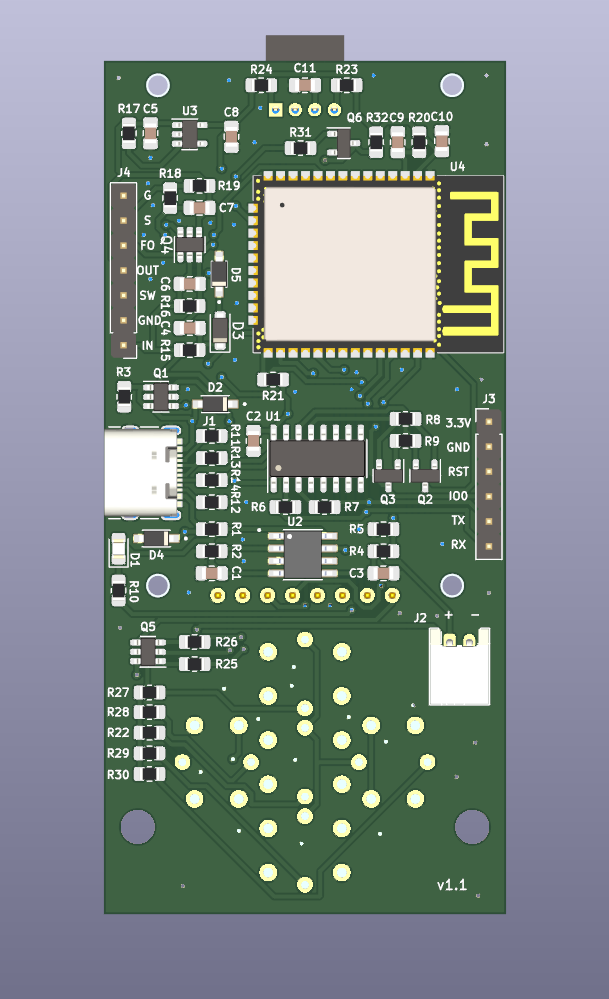 R24 C11 R23
R17 C5 U3 C8 Q6 R32 C9 R20 C10
R31
U4
J4 R18
R19
G
S
C7
FO
Q4
OUT
D5
SW
C6
R16
GND
C4
D3
IN
R15
R3 Q1 D2 R21
J1 C2 U1 R8 J3
3.3V
R11
R9
GND
R13
RST
R14
Q3 Q2
IO0
R12
R6 R7
TX
U2
R1 R5
RX
D4
R2 R4
D1
C1 C3
R10
J2 + -
Q5
R26
R25
R27
R28
R22
R29
R30
v1.1